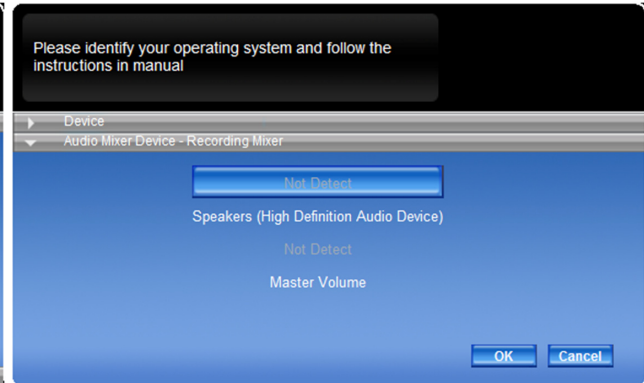 Please identify your operating system and follow the
instructions in manual
Device
Audio Mixer Device - Recording Mixer
Not Detect
Speakers (High Definition Audio Device)
Not Detect
Master Volume
OK Cancel